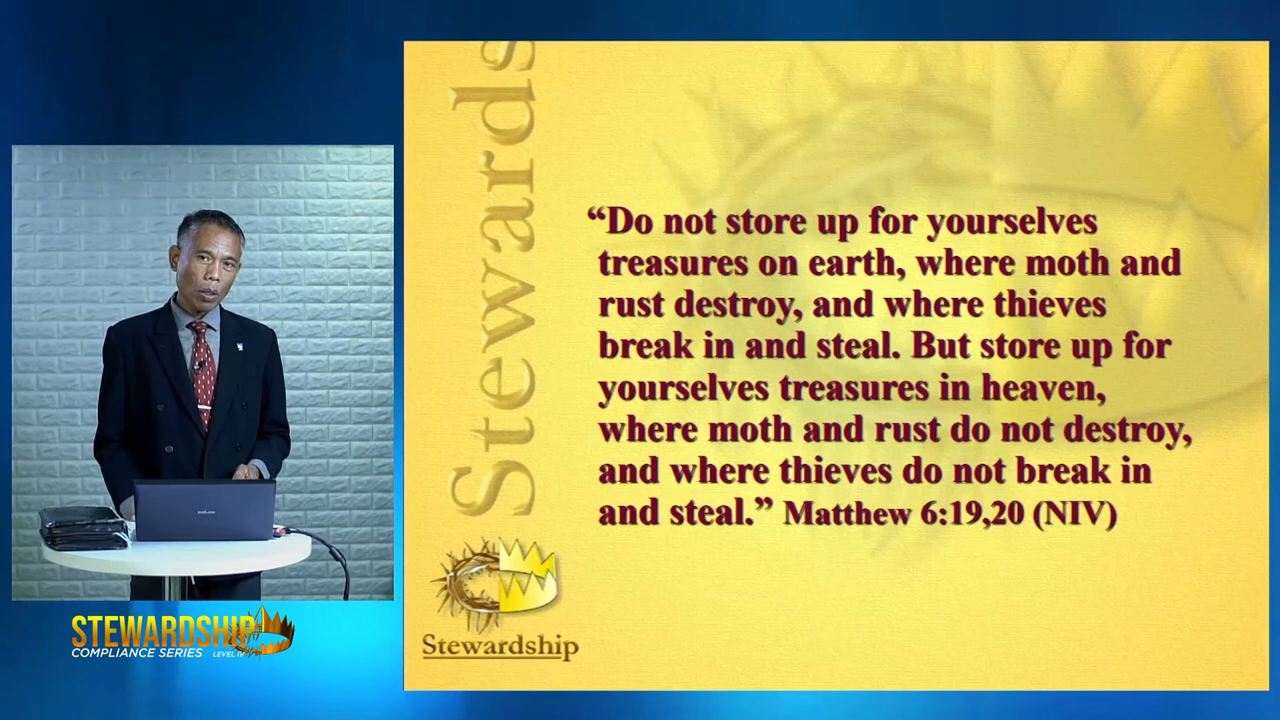 Stewards
“Do not store up for yourselves
treasures on earth, where moth and
rust destroy, and where thieves
break in and steal. But store up for
yourselves treasures in heaven,
where moth and rust do not destroy,
and where thieves do not break in
and steal.” Matthew 6:19,20 (NIV)
Stewardship
STEWARDSHIP
COMPLIANCE SERIES LEVEL IV